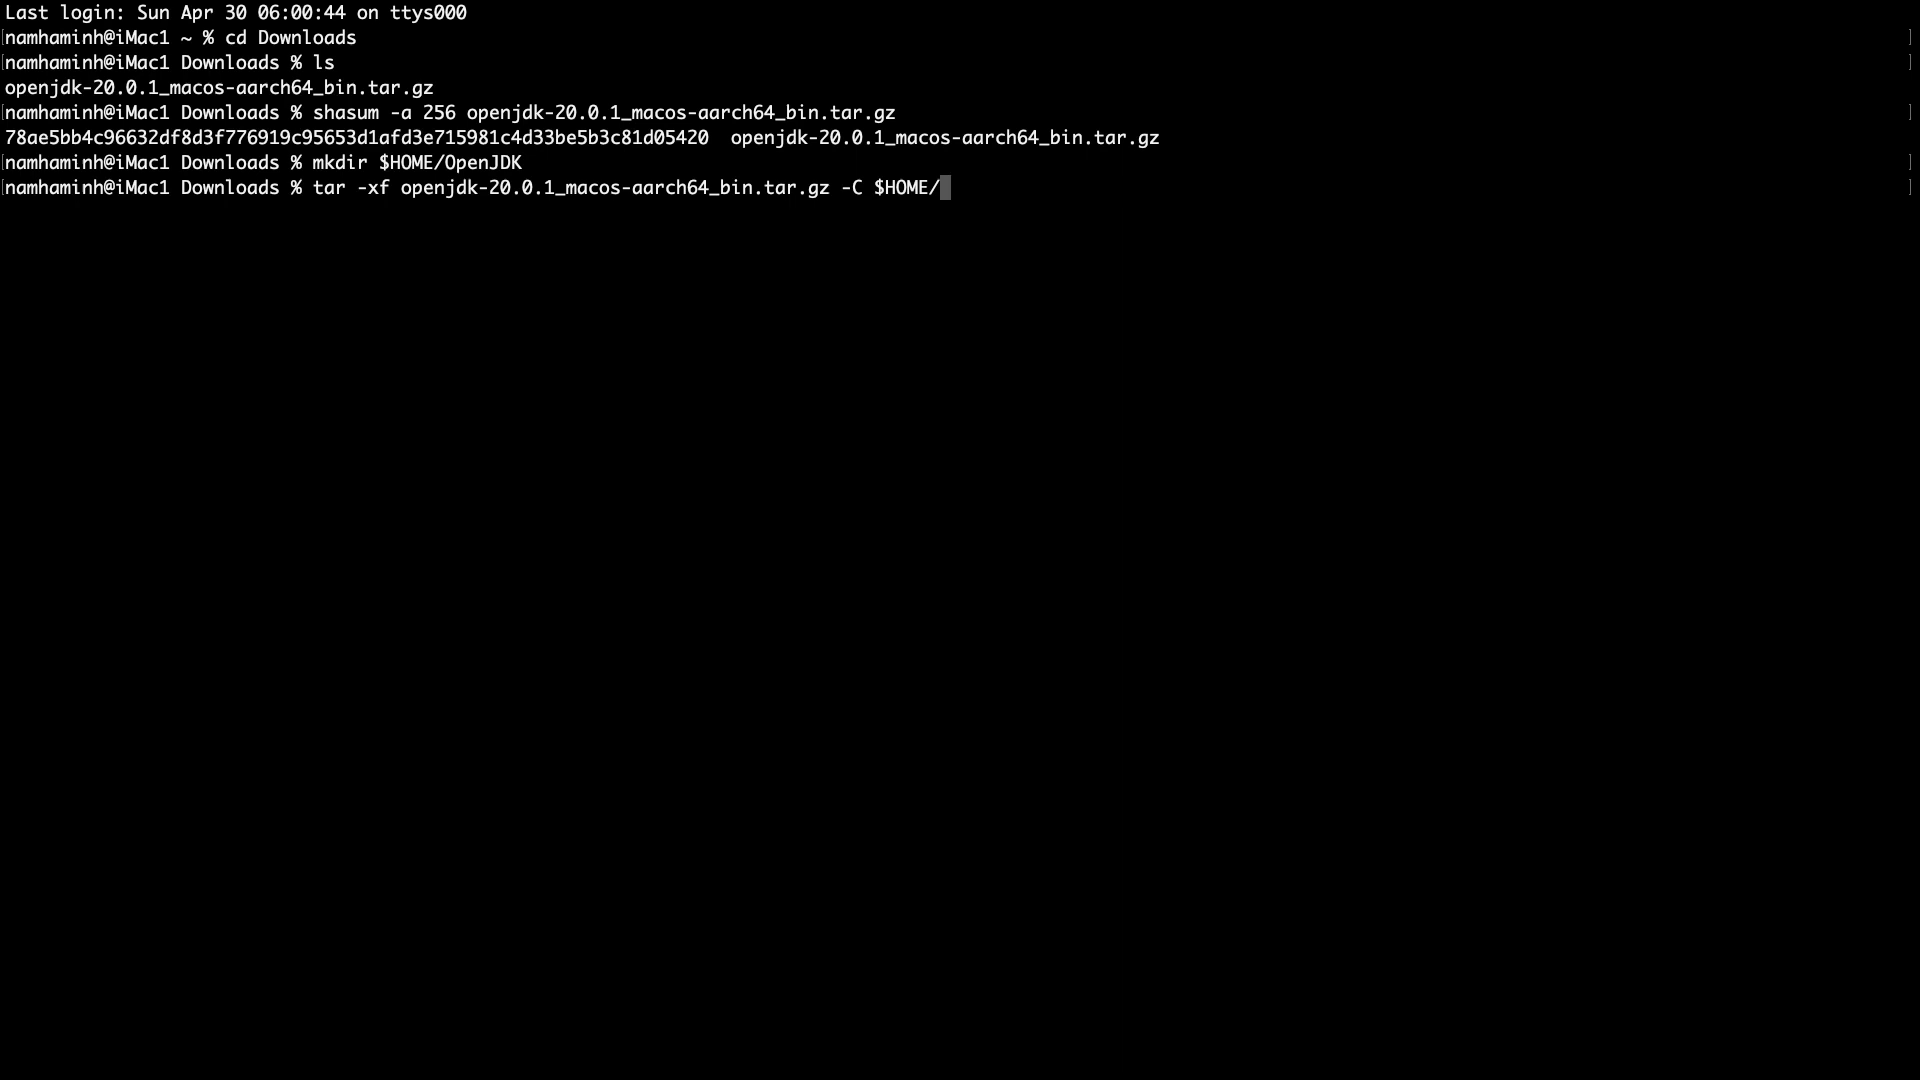 Last login: Sun Apr 30 06:00:44 on ttys000
[namhaminh@iMac1 ~ % cd Downloads ]
[namhaminh@iMac1 Downloads % ls ]
openjdk-20.0.1_macos-aarch64_bin.tar.gz
[namhaminh@iMac1 Downloads % shasum -a 256 openjdk-20.0.1_macos-aarch64_bin.tar.gz ]
78ae5bb4c96632df8d3f776919c95653d1afd3e715981c4d33be5b3c81d05420  openjdk-20.0.1_macos-aarch64_bin.tar.gz
[namhaminh@iMac1 Downloads % mkdir $HOME/OpenJDK ]
[namhaminh@iMac1 Downloads % tar -xf openjdk-20.0.1_macos-aarch64_bin.tar.gz -C $HOME/ ]